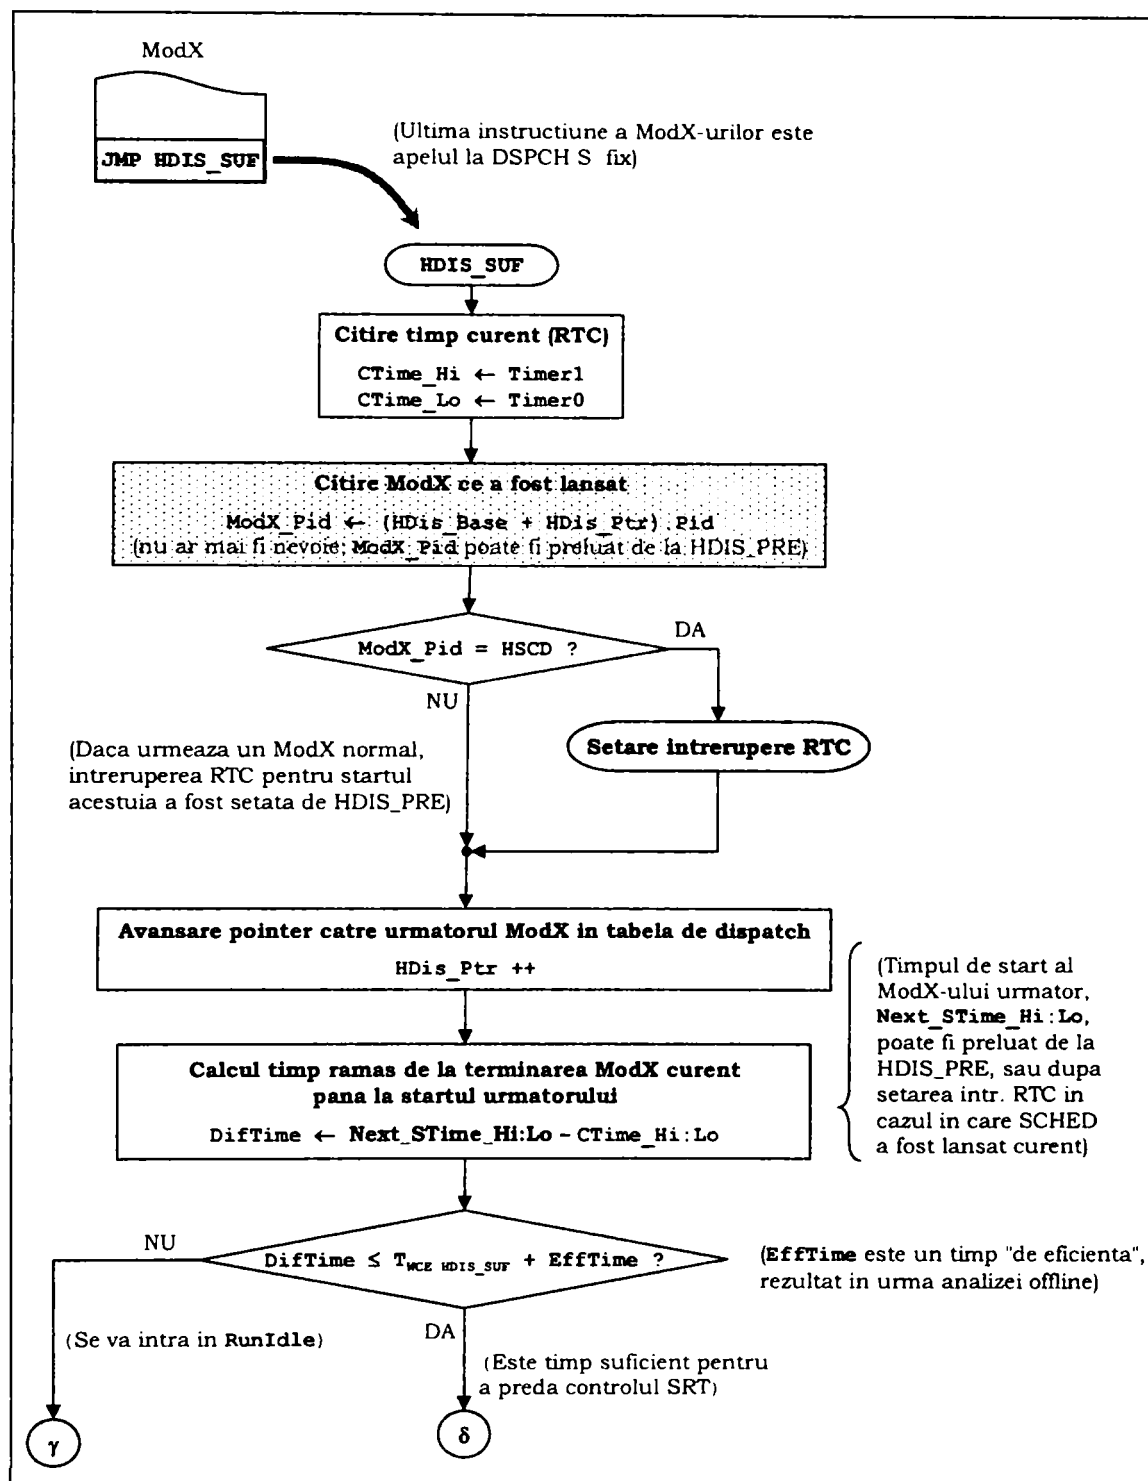 ModX
JMP HDIS_SUF
(Ultima instructiune a ModX-urilor este
apelul la DSPCH S fix)
HDIS_SUF
Citire timp curent (RTC)
CTime_Hi ← Timer1
CTime_Lo ← Timer0
Citire ModX ce a fost lansat
ModX_Pid ← (HDis_Base + HDis_Ptr).Pid
(nu ar mai fi nevoie; ModX_Pid poate fi preluat de la HDIS_PRE)
ModX_Pid = HSCD ?
DA
NU
Setare intrerupere RTC
(Daca urmeaza un ModX normal,
intreruperea RTC pentru startul
acestuia a fost setata de HDIS_PRE)
Avansare pointer catre urmatorul ModX in tabela de dispatch
HDis_Ptr ++
(Timpul de start al
ModX-ului urmator,
Next_STime_Hi:Lo,
poate fi preluat de la
HDIS_PRE, sau dupa
setarea intr. RTC in
cazul in care SCHED
a fost lansat curent)
Calcul timp ramas de la terminarea ModX curent
pana la startul urmatorului
DifTime ← Next_STime_Hi:Lo - CTime_Hi:Lo
NU
DifTime ≤ T_WCE HDIS_SUF + EffTime ?
(EffTime este un timp "de eficienta",
rezultat in urma analizei offline)
DA
(Se va intra in RunIdle)
(Este timp suficient pentru
a preda controlul SRT)
γ
δ